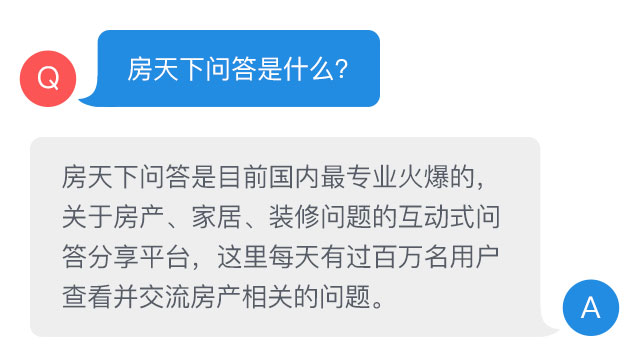 Q
房天下问答是什么?
房天下问答是目前国内最专业火爆的，
关于房产、家居、装修问题的互动式问
答分享平台，这里每天有过百万名用户
查看并交流房产相关的问题。
A